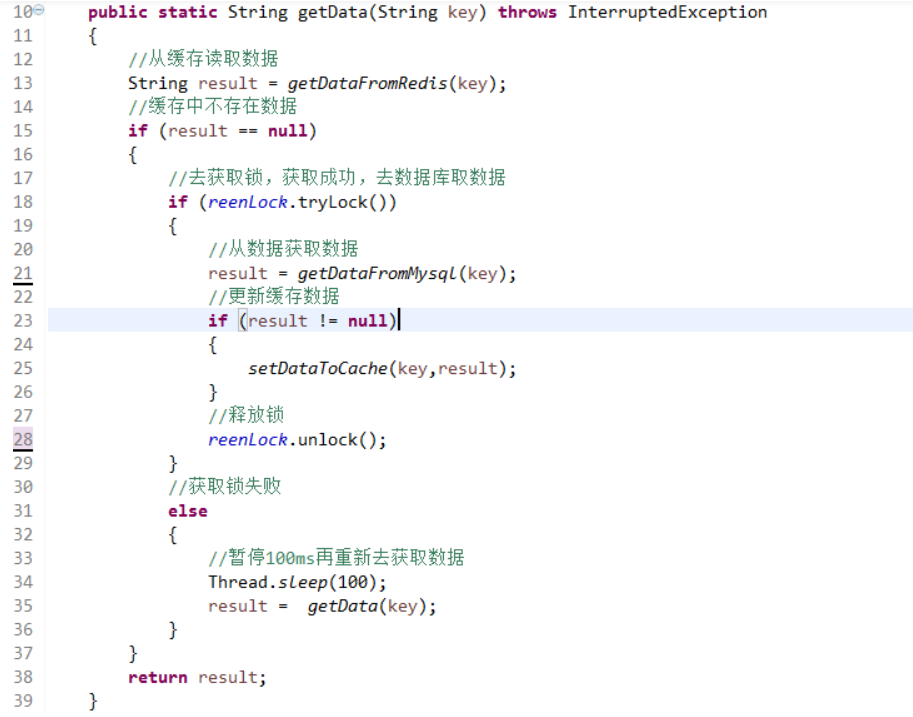 10 public static String getData(String key) throws InterruptedException
11 {
12 //从缓存读取数据
13 String result = getDataFromRedis(key);
14 //缓存中不存在数据
15 if (result == null)
16 {
17 //去获取锁，获取成功，去数据库取数据
18 if (reenLock.tryLock())
19 {
20 //从数据获取数据
21 result = getDataFromMysql(key);
22 //更新缓存数据
23 if (result != null)
24 {
25 setDataToCache(key,result);
26 }
27 //释放锁
28 reenLock.unlock();
29 }
30 //获取锁失败
31 else
32 {
33 //暂停100ms再重新去获取数据
34 Thread.sleep(100);
35 result =  getData(key);
36 }
37 }
38 return result;
39 }